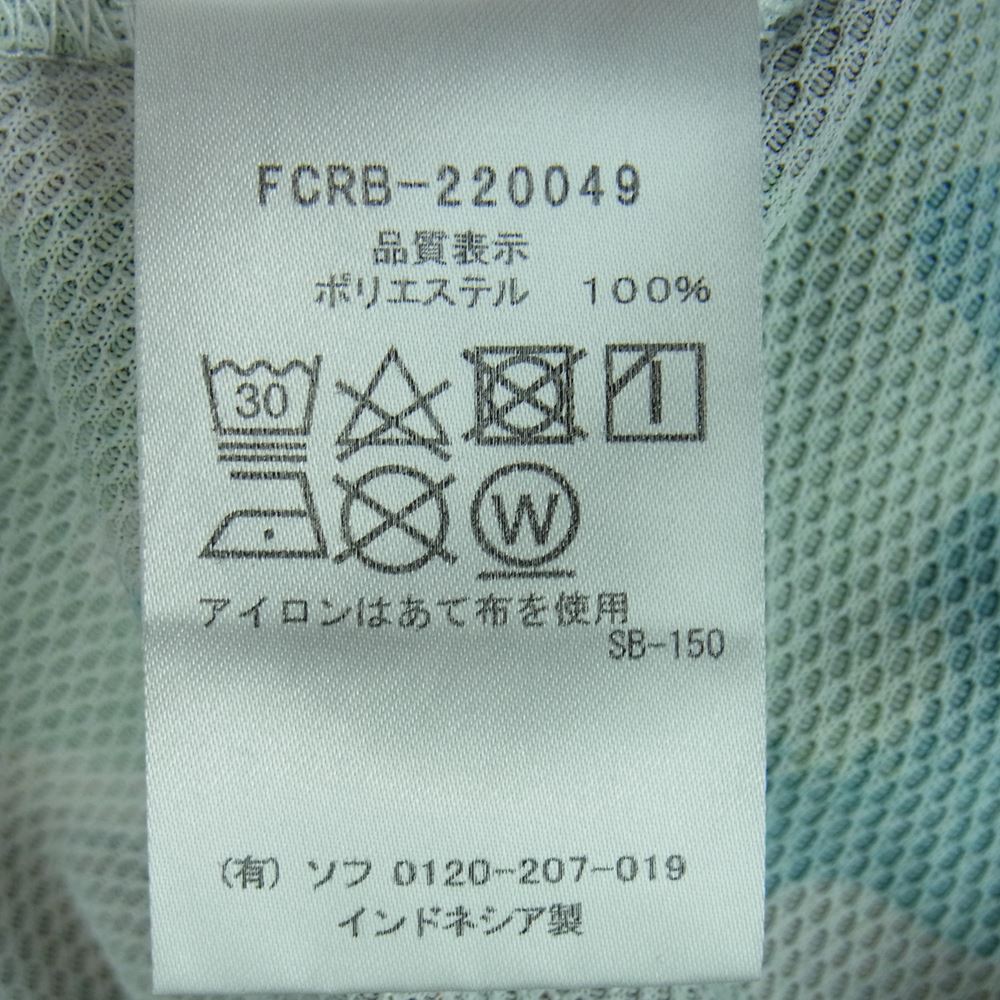 FCRB-220049
品質表示
ポリエステル　100%
30
W
アイロンはあて布を使用
SB-150
(有) ソフ 0120-207-019
インドネシア製